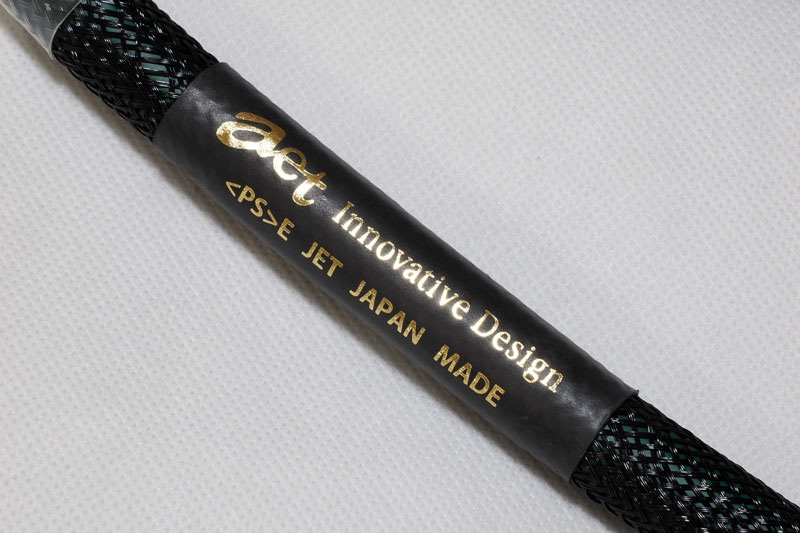 aet Innovative Design
<PS>E JET JAPAN MADE